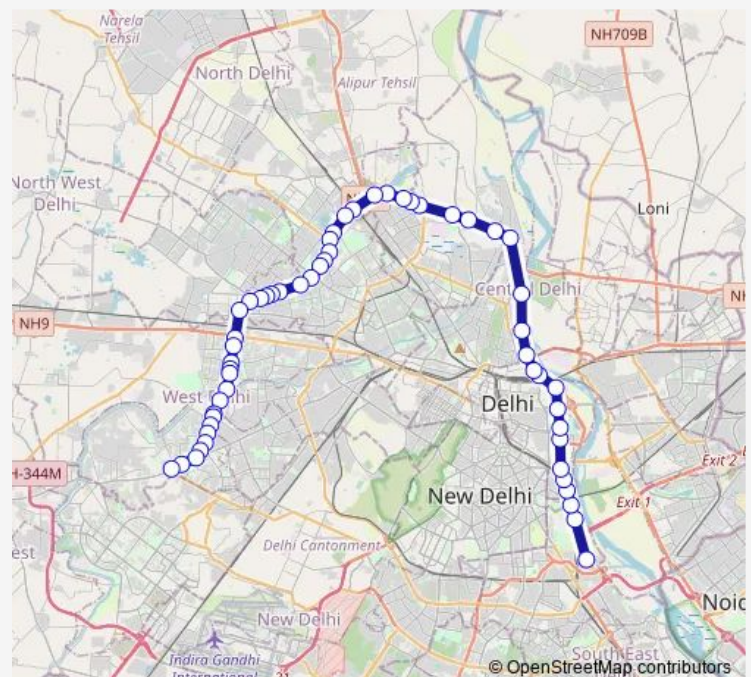 Narela
Tehsil
NH709B
North Delhi
Alipur Tehsil
North West
Delhi
Loni
Central Delhi
NH9
West Delhi
Delhi
H-344M
Exit 2
New Delhi
Exit 1
Delhi Cantonment
New Delhi
Noid
South East
Indira Gandhi
International
© OpenStreetMap contributors